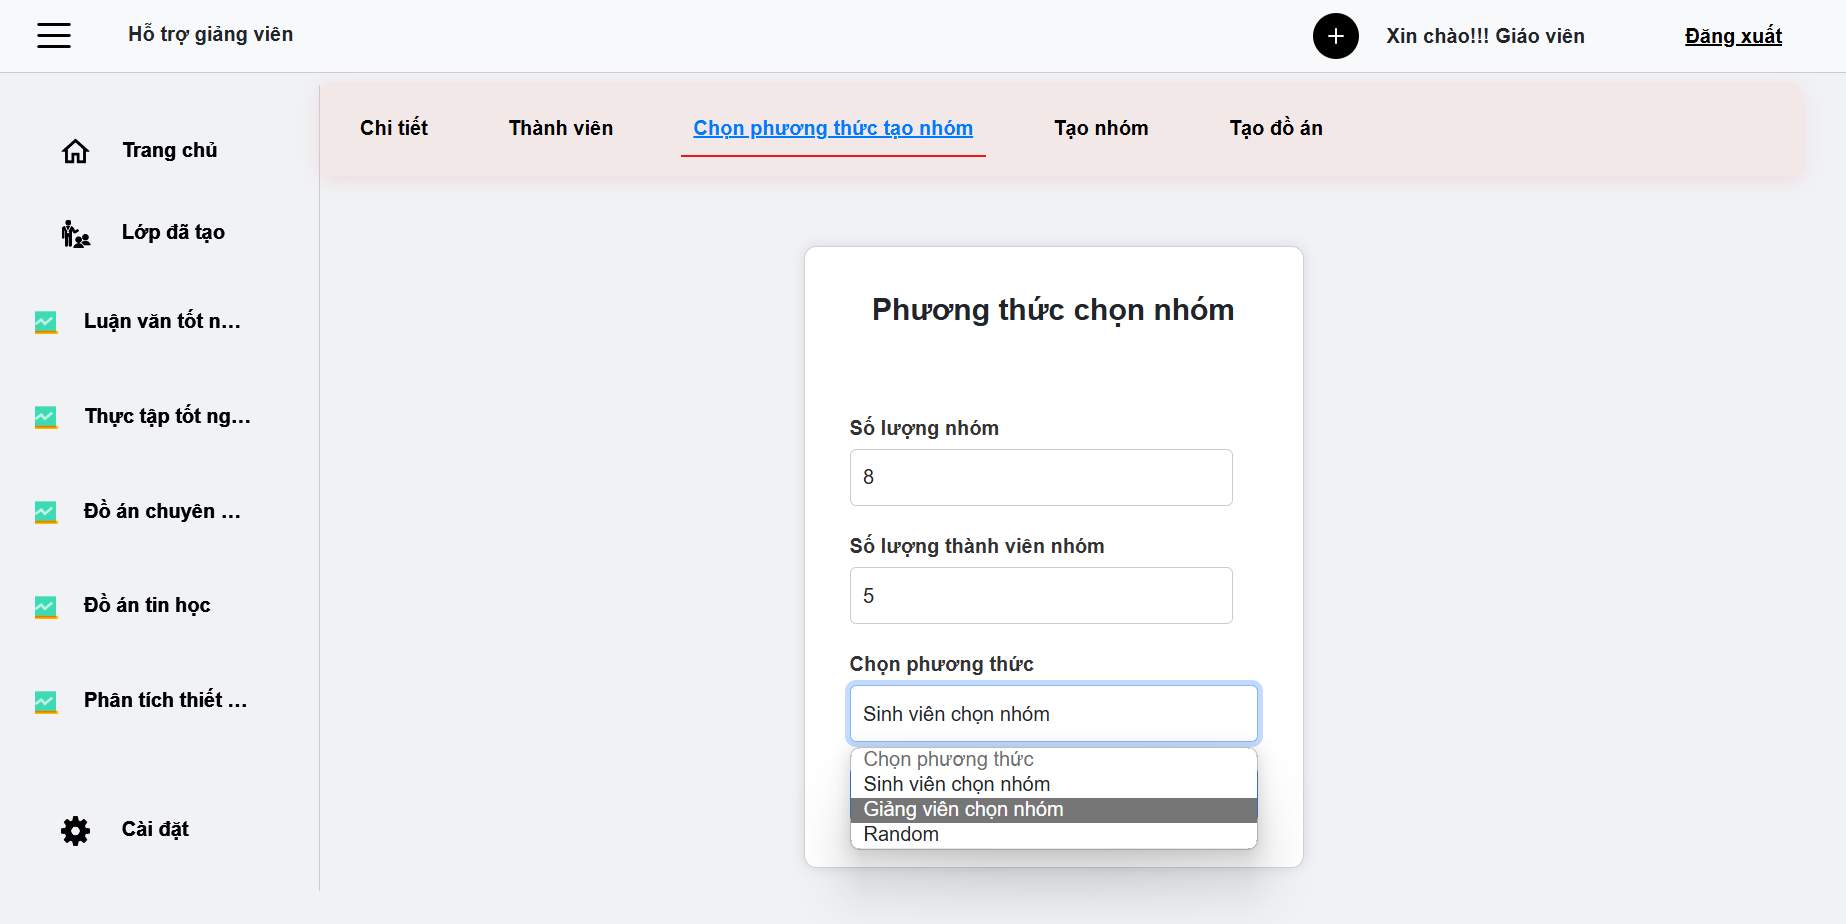 Hỗ trợ giảng viên
Xin chào!!! Giáo viên
Đăng xuất
Trang chủ
Lớp đã tạo
Luận văn tốt n...
Thực tập tốt ng...
Đồ án chuyên ...
Đồ án tin học
Phân tích thiết ...
Cài đặt
Chi tiết
Thành viên
Chọn phương thức tạo nhóm
Tạo nhóm
Tạo đồ án
Phương thức chọn nhóm
Số lượng nhóm
8
Số lượng thành viên nhóm
5
Chọn phương thức
Sinh viên chọn nhóm
Chọn phương thức
Sinh viên chọn nhóm
Giảng viên chọn nhóm
Random